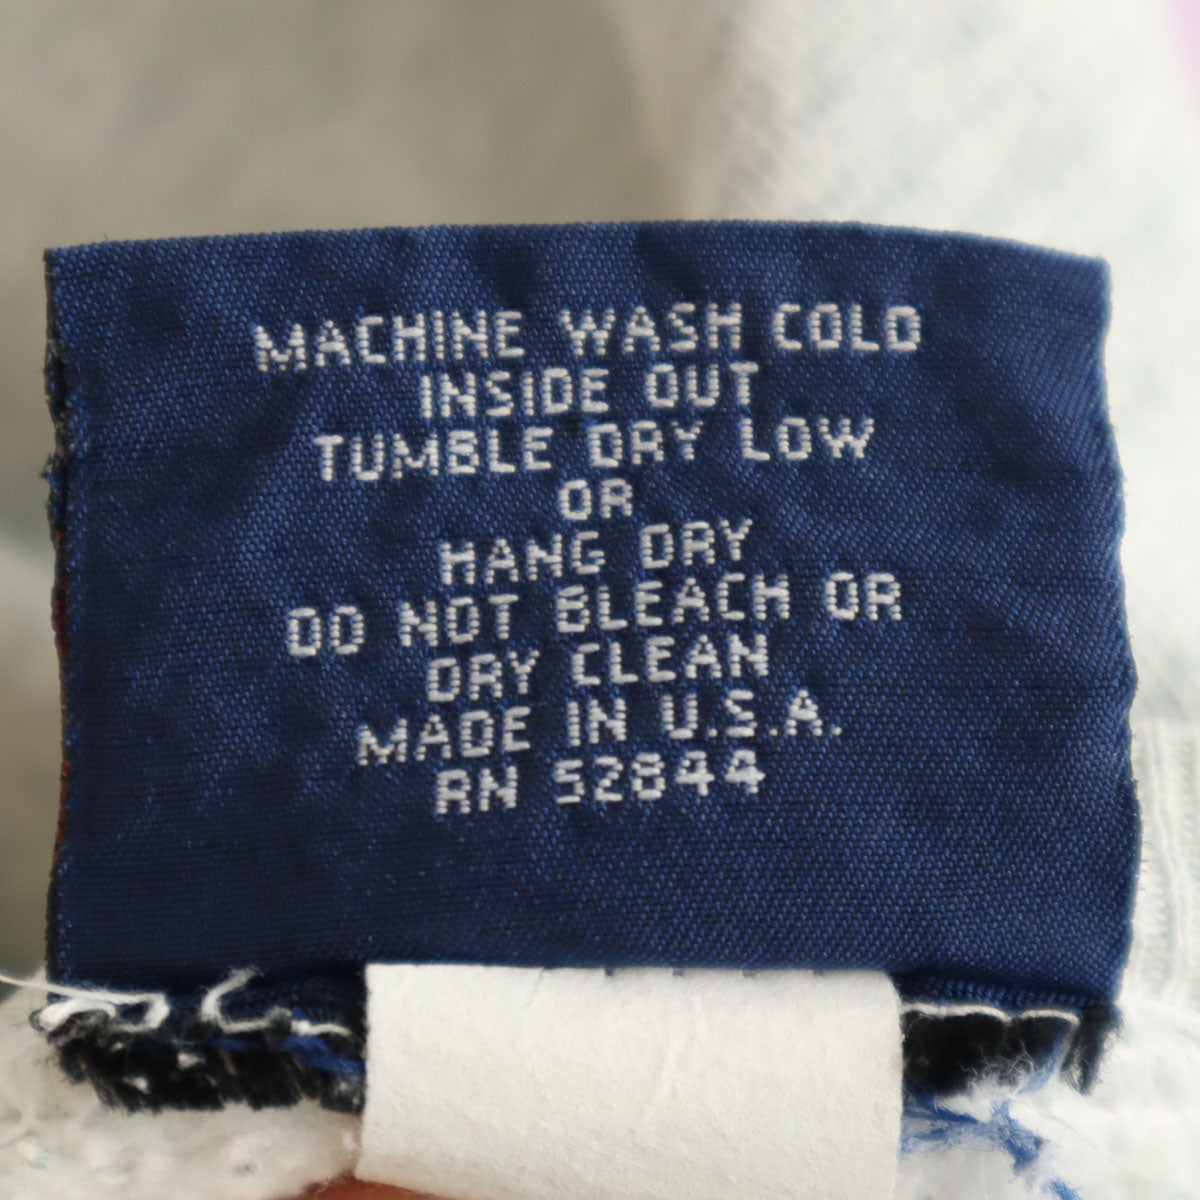 MACHINE WASH COLD
INSIDE OUT
TUMBLE DRY LOW
OR
HANG DRY
DO NOT BLEACH OR
DRY CLEAN
MADE IN U.S.A.
RN 52844